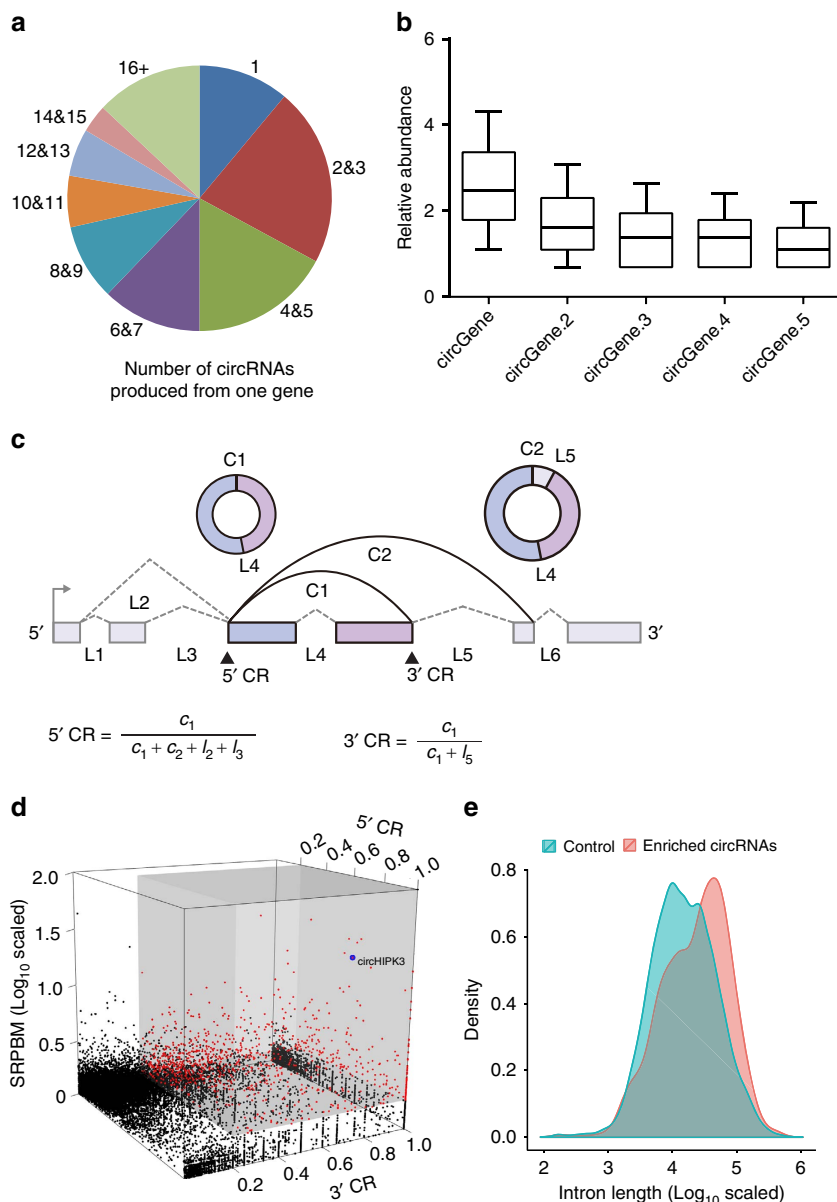 a
16+
1
14&15
12&13
2&3
10&11
8&9
4&5
6&7
Number of circRNAs
produced from one gene
b
Relative abundance
6
4
2
0
circGene
circGene.2
circGene.3
circGene.4
circGene.5
c
C1
L4
C2
L5
L4
C2
C1
L2
5′
3′
L1
L3
L4
L5
L6
5′ CR
3′ CR
5′ CR = c1 / c1 + c2 + l2 + l3
3′ CR = c1 / c1 + l5
d
5′ CR
0.2
0.4
0.6
0.8
1.0
SRPBM (Log10 scaled)
2.0
1.5
1.0
0.5
0
circHIPK3
0.2
0.4
0.6
0.8
1.0
3′ CR
e
Control
Enriched circRNAs
Density
0.8
0.6
0.4
0.2
0.0
2 3 4 5 6
Intron length (Log10 scaled)